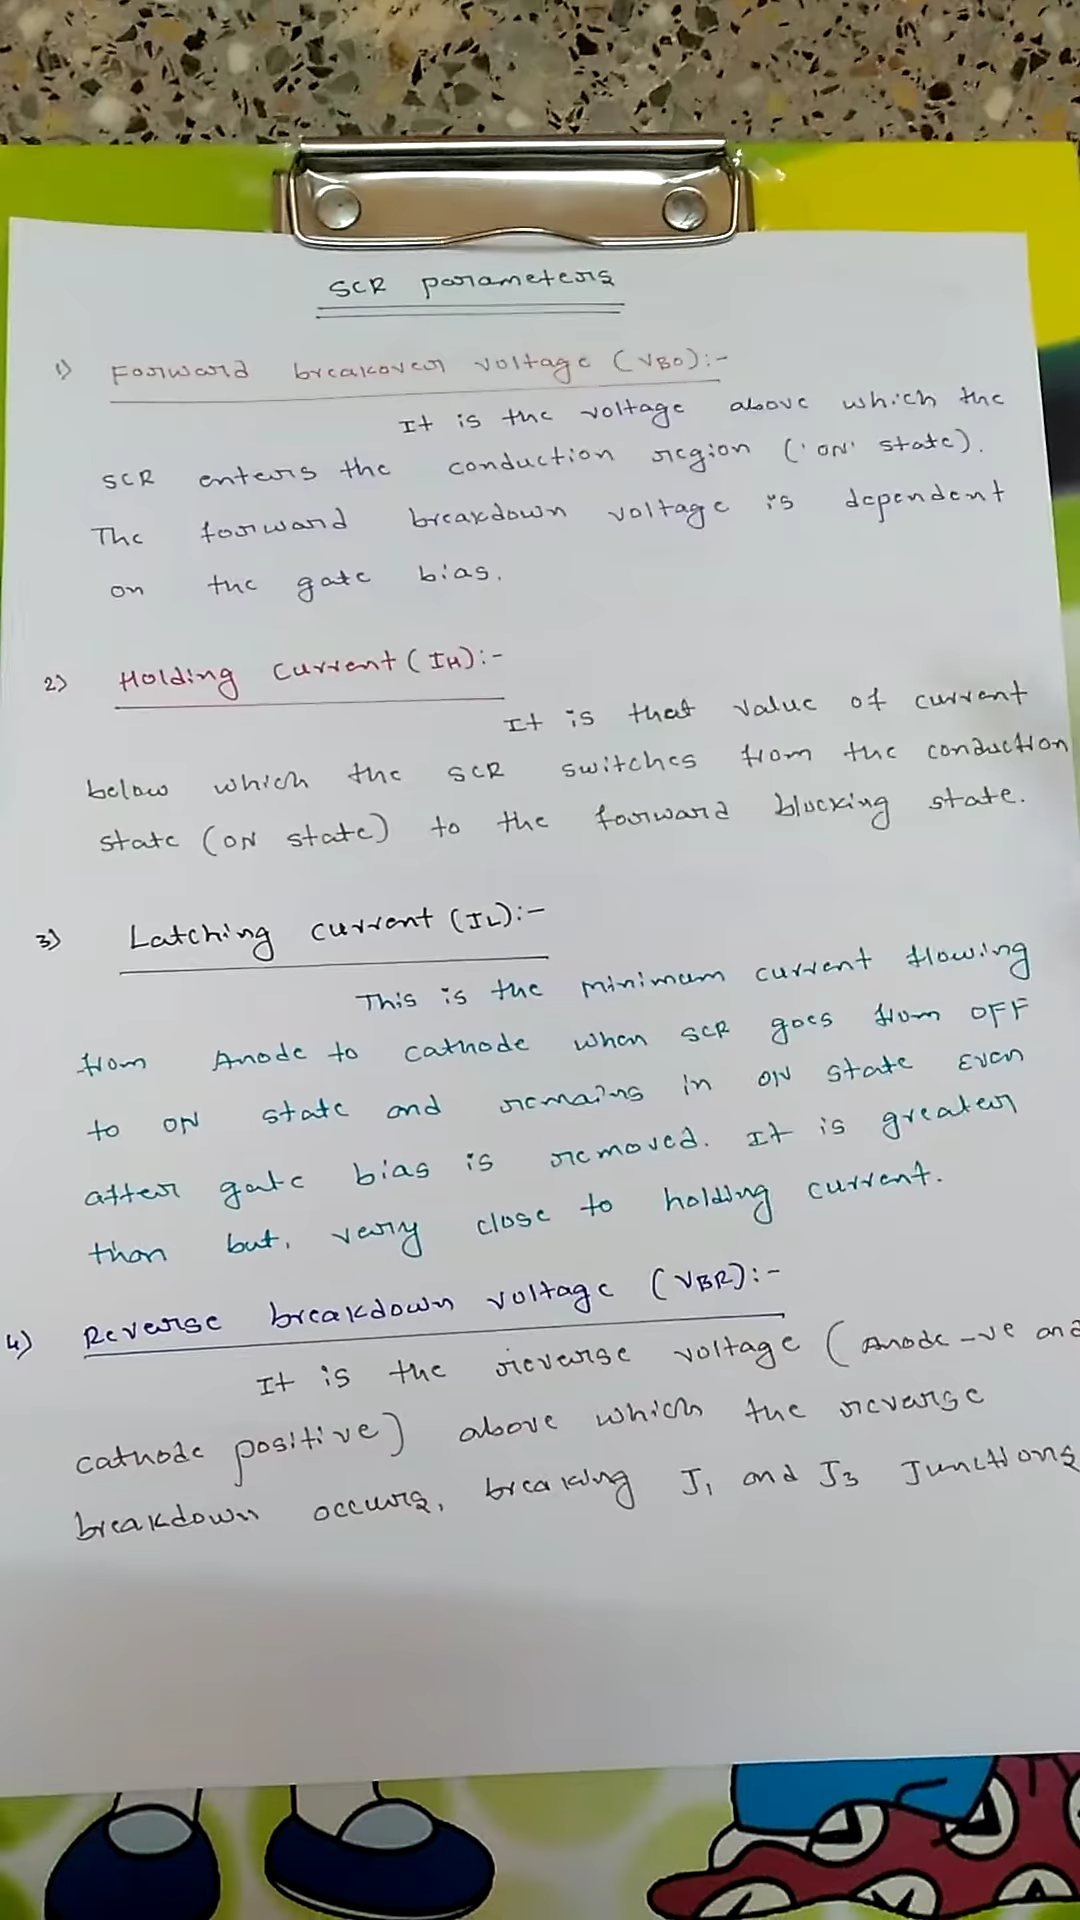 SCR parameters
1) Forward breakover voltage (VBO):-
It is the voltage above which the
SCR enters the conduction region ('ON' state).
The forward breakdown voltage is dependent
on the gate bias.
2) Holding current (IH):-
It is that value of current
below which the SCR switches from the conduction
state (ON state) to the forward blocking state.
3) Latching current (IL):-
This is the minimum current flowing
from Anode to cathode when SCR goes from OFF
to ON state and remains in ON state even
after gate bias is removed. It is greater
than but, very close to holding current.
4) Reverse breakdown voltage (VBR):-
It is the reverse voltage (Anode -ve and
cathode positive) above which the reverse
breakdown occurs, breaking J1 and J3 Junctions